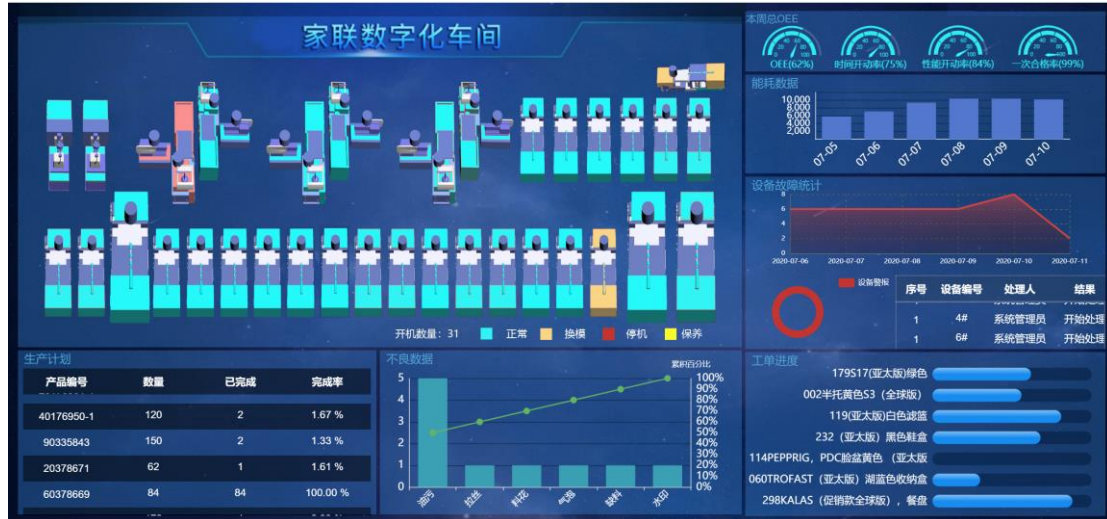 家联数字化车间
开机数量：31 正常 换模 停机 保养
本周总OEE
OEE(62%) 时间开动率(75%) 性能开动率(84%) 一次合格率(99%)
能耗数据
10,000
8,000
6,000
4,000
2,000
07-05 07-06 07-07 07-08 07-09 07-10
设备故障统计
8
6
4
2
0
2020-07-06 2020-07-07 2020-07-08 2020-07-09 2020-07-10 2020-07-11
设备警报
序号 设备编号 处理人 结果
1 4# 系统管理员 开始处理
1 6# 系统管理员 开始处理
生产计划
产品编号 数量 已完成 完成率
40176950-1 120 2 1.67 %
90335843 150 2 1.33 %
20378671 62 1 1.61 %
60378669 84 84 100.00 %
不良数据
累积百分比
5 100%
90%
4 80%
70%
3 60%
50%
2 40%
30%
1 20%
10%
0 0%
油污 拉丝 料花 气泡 缺料 水印
工单进度
179S17(亚太版)绿色
002半托黄色S3（全球版）
119(亚太版)白色滤篮
232（亚太版）黑色鞋盒
114PEPPRIG，PDC脸盆黄色 （亚太版
060TROFAST（亚太版）湖蓝色收纳盒
298KALAS（促销款全球版），餐盘